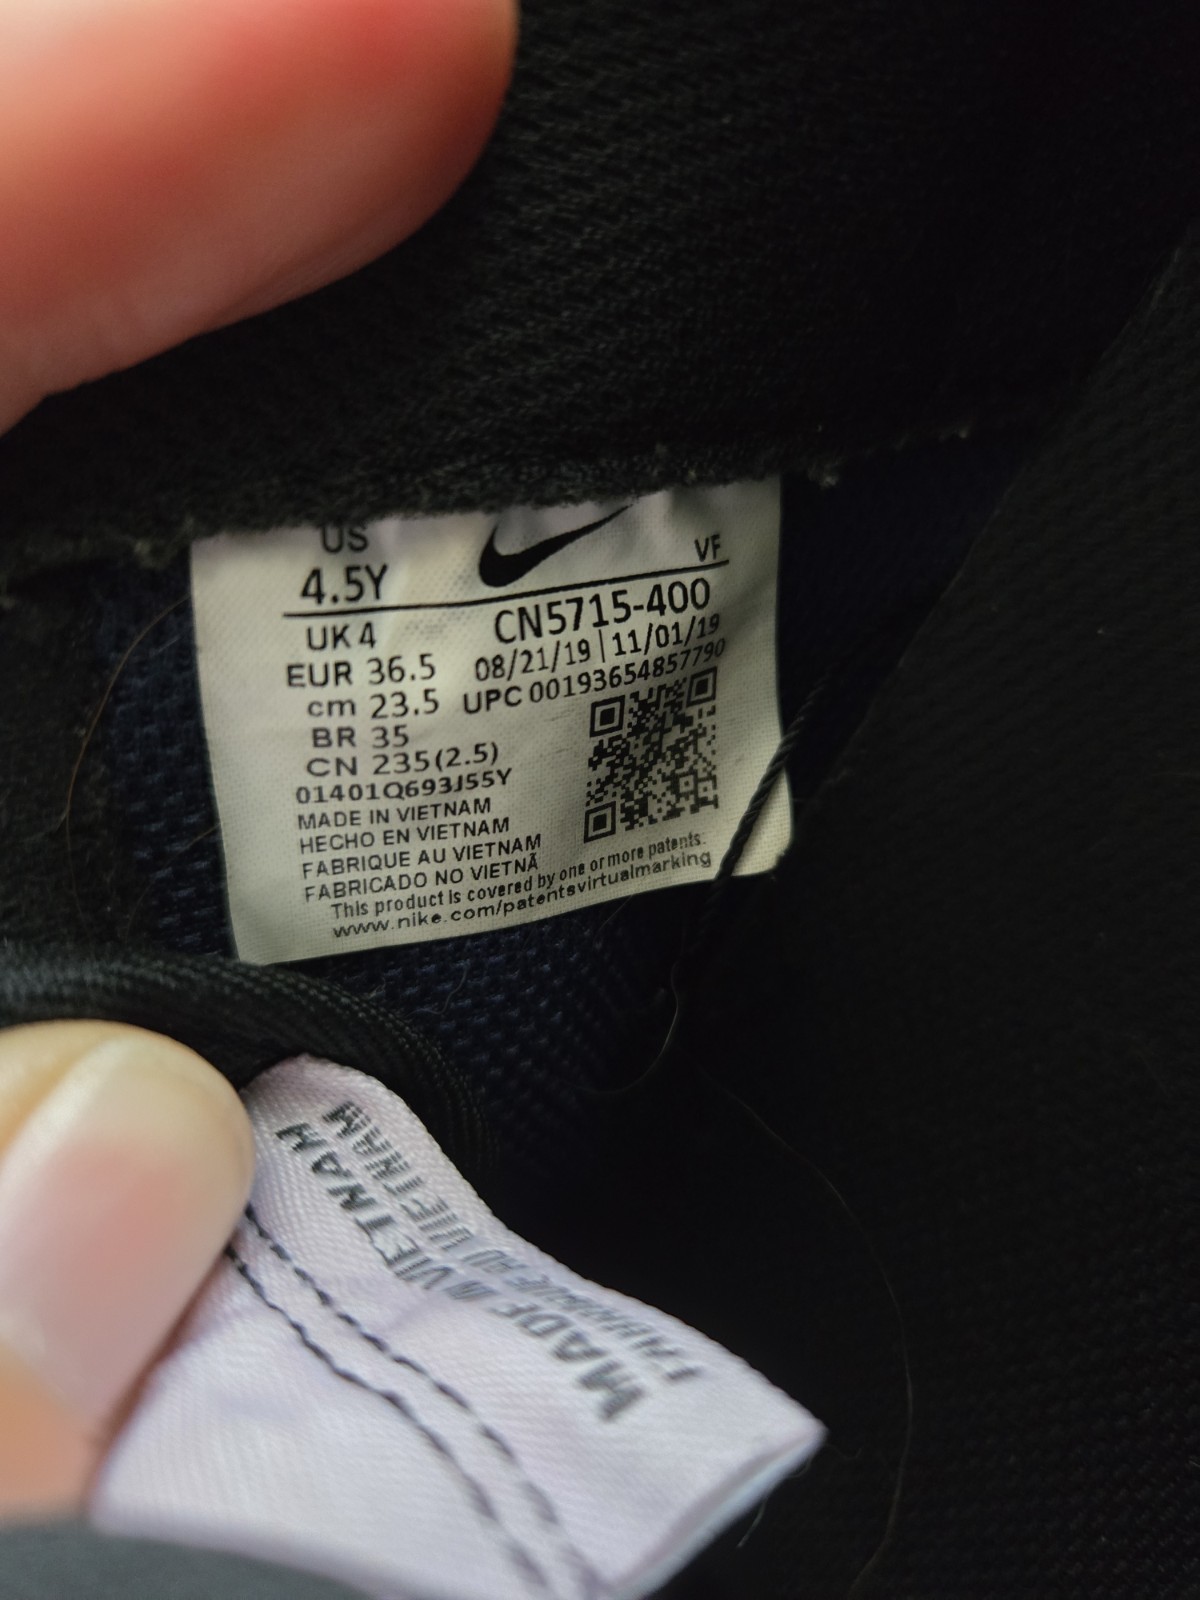 US
4.5Y
VF
UK 4
CN5715-400
EUR 36.5
08/21/19 | 11/01/19
cm 23.5
UPC 00193654857790
BR 35
CN 235(2.5)
01401Q693J55Y
MADE IN VIETNAM
HECHO EN VIETNAM
FABRIQUE AU VIETNAM
FABRICADO NO VIETNÃ
This product is covered by one or more patents.
www.nike.com/patentsvirtualmarking
MADE IN VIETNAM
FABRIQUE AU VIETNAM